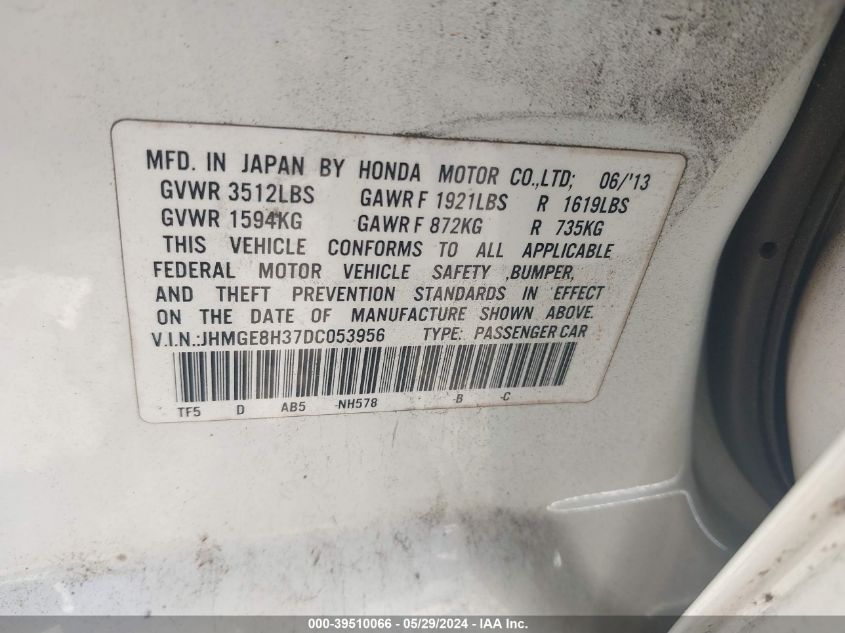 MFD. IN JAPAN BY HONDA MOTOR CO.,LTD; 06/'13
GVWR 3512LBS GAWR F 1921LBS R 1619LBS
GVWR 1594KG GAWR F 872KG R 735KG
THIS VEHICLE CONFORMS TO ALL APPLICABLE
FEDERAL MOTOR VEHICLE SAFETY ,BUMPER,
AND THEFT PREVENTION STANDARDS IN EFFECT
ON THE DATE OF MANUFACTURE SHOWN ABOVE.
V.I.N.:JHMGE8H37DC053956 TYPE: PASSENGER CAR
TF5 D AB5 -NH578 -B -C
000-39510066 - 05/29/2024 - IAA Inc.